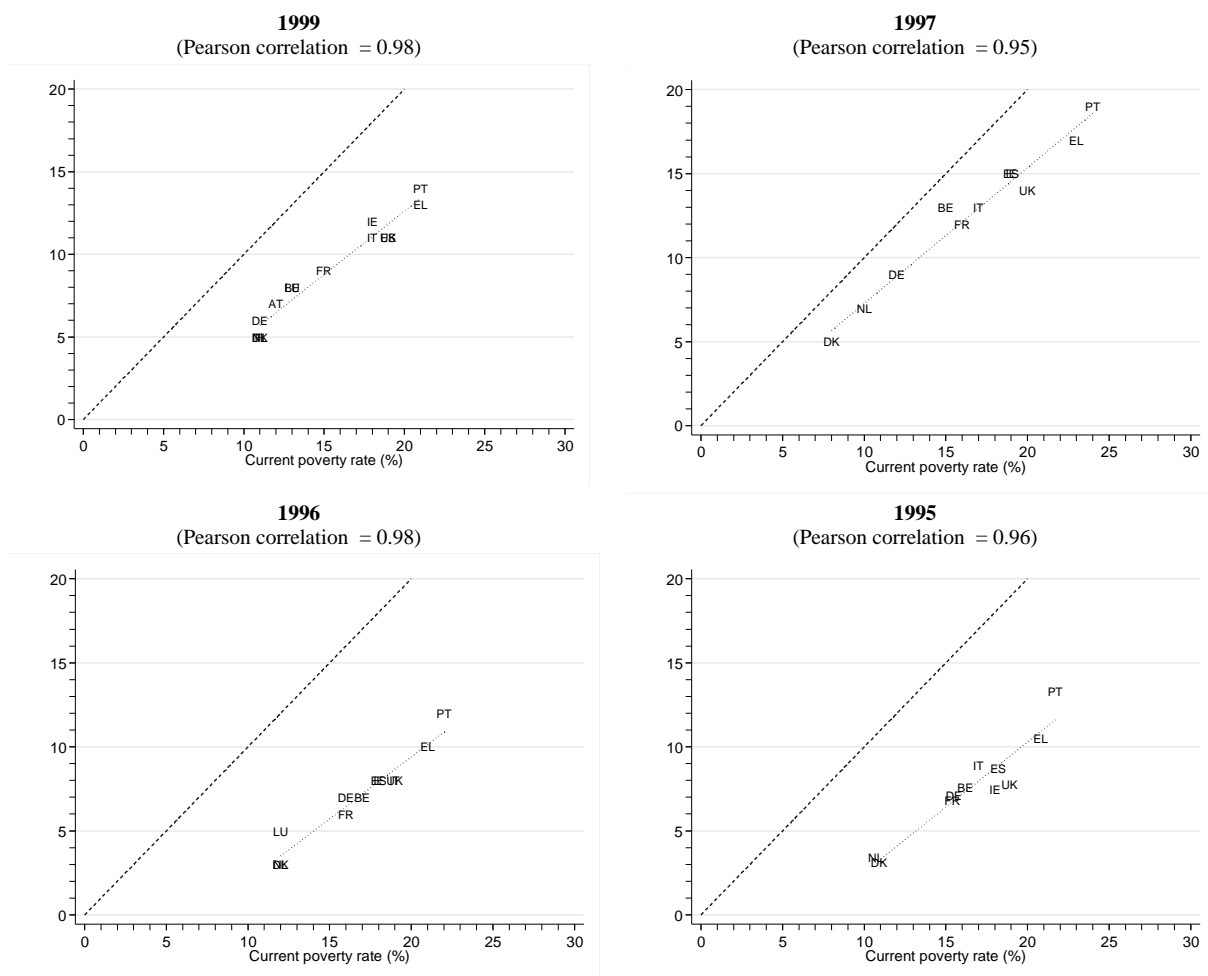 1999
(Pearson correlation = 0.98)
20
15
10
5
0
PT
EL
IE
IT
FR
AT
DE
0 5 10 15 20 25 30
Current poverty rate (%)
1997
(Pearson correlation = 0.95)
20
15
10
5
0
PT
EL
UK
BE IT
FR
DE
NL
DK
0 5 10 15 20 25 30
Current poverty rate (%)
1996
(Pearson correlation = 0.98)
20
15
10
5
0
PT
EL
DE BE
FR
LU
0 5 10 15 20 25 30
Current poverty rate (%)
1995
(Pearson correlation = 0.96)
20
15
10
5
0
PT
EL
IT ES
UK
IE
BE
DE
FR
NL
DK
0 5 10 15 20 25 30
Current poverty rate (%)